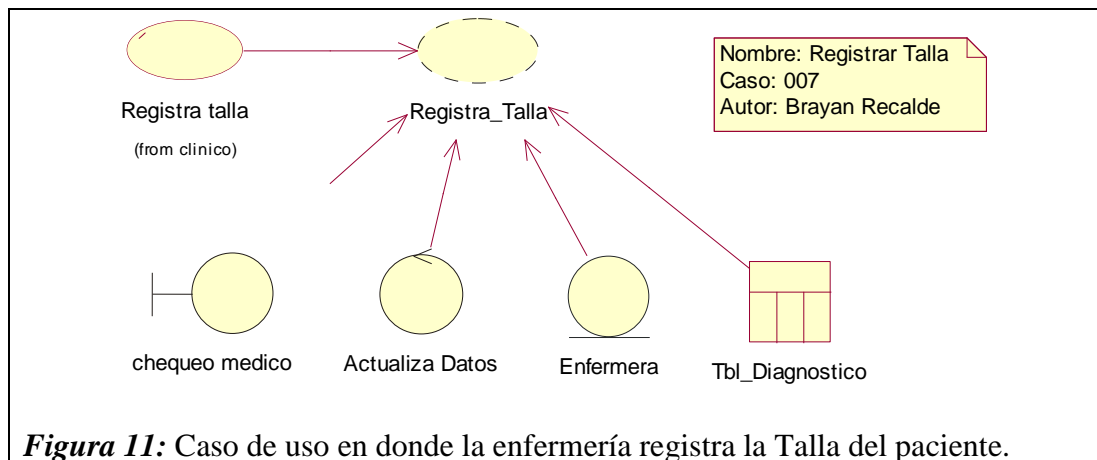 Nombre: Registrar Talla
Caso: 007
Autor: Brayan Recalde
Registra talla
(from clinico)
Registra_Talla
chequeo medico
Actualiza Datos
Enfermera
Tbl_Diagnostico
Figura 11: Caso de uso en donde la enfermería registra la Talla del paciente.